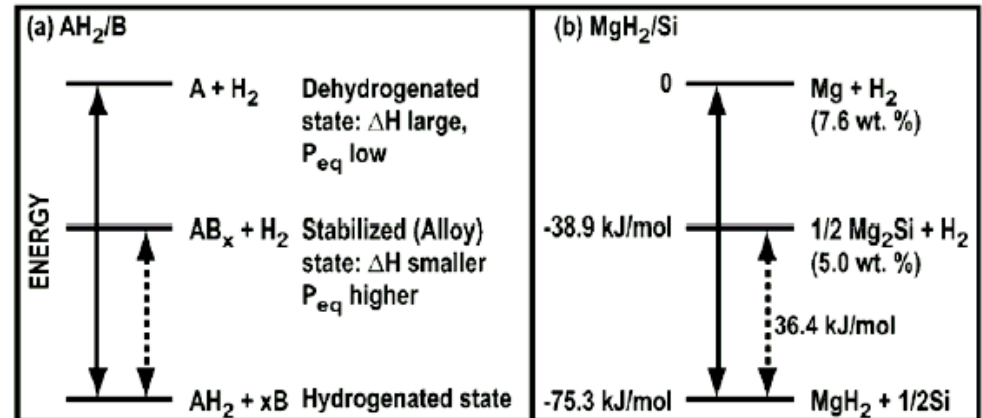 (a) AH₂/B
A + H₂
Dehydrogenated
state: ΔH large,
Pₑq low
ENERGY
ABₓ + H₂
Stabilized (Alloy)
state: ΔH smaller
Pₑq higher
AH₂ + xB
Hydrogenated state
(b) MgH₂/Si
0
Mg + H₂
(7.6 wt. %)
-38.9 kJ/mol
1/2 Mg₂Si + H₂
(5.0 wt. %)
36.4 kJ/mol
-75.3 kJ/mol
MgH₂ + 1/2Si